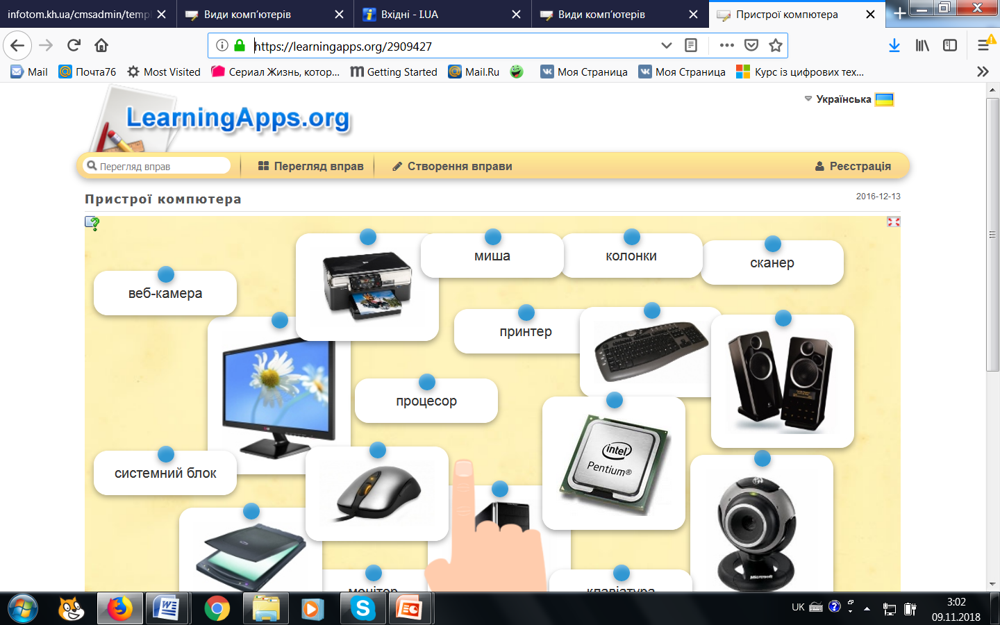 infotom.kh.ua/cmsadmin/temp
Види комп'ютерів
Вхідні - I.UA
Види комп'ютерів
Пристрої компютера
https://learningapps.org/2909427
Mail
Почта76
Most Visited
Сериал Жизнь, котор...
Getting Started
Mail.Ru
Моя Страница
Моя Страница
Курс із цифрових тех...
LearningApps.org
Українська
Перегляд вправ
Перегляд вправ
Створення вправи
Реєстрація
Пристрої компютера
2016-12-13
миша
колонки
сканер
веб-камера
принтер
процесор
intel
Pentium®
системний блок
Microsoft
монітор
клавіатура
UK
3:02
09.11.2018